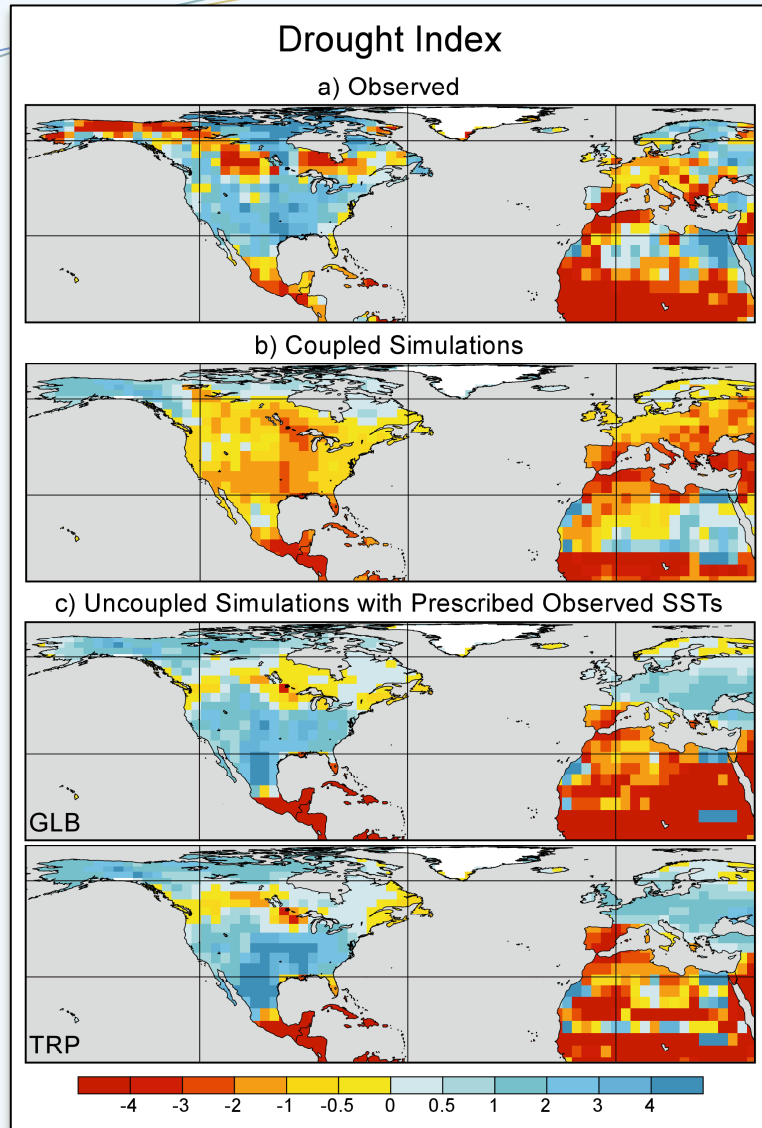 Drought Index
a) Observed
b) Coupled Simulations
c) Uncoupled Simulations with Prescribed Observed SSTs
GLB
TRP
-4 -3 -2 -1 -0.5 0 0.5 1 2 3 4